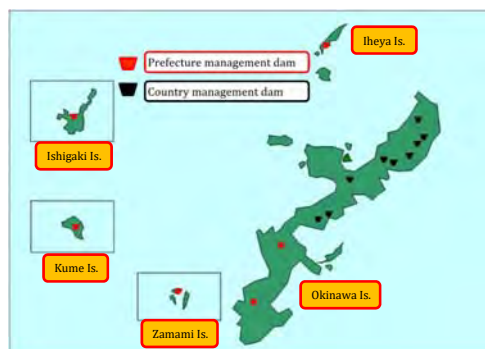 Iheya Is.
Prefecture management dam
Country management dam
Ishigaki Is.
Kume Is.
Okinawa Is.
Zamami Is.